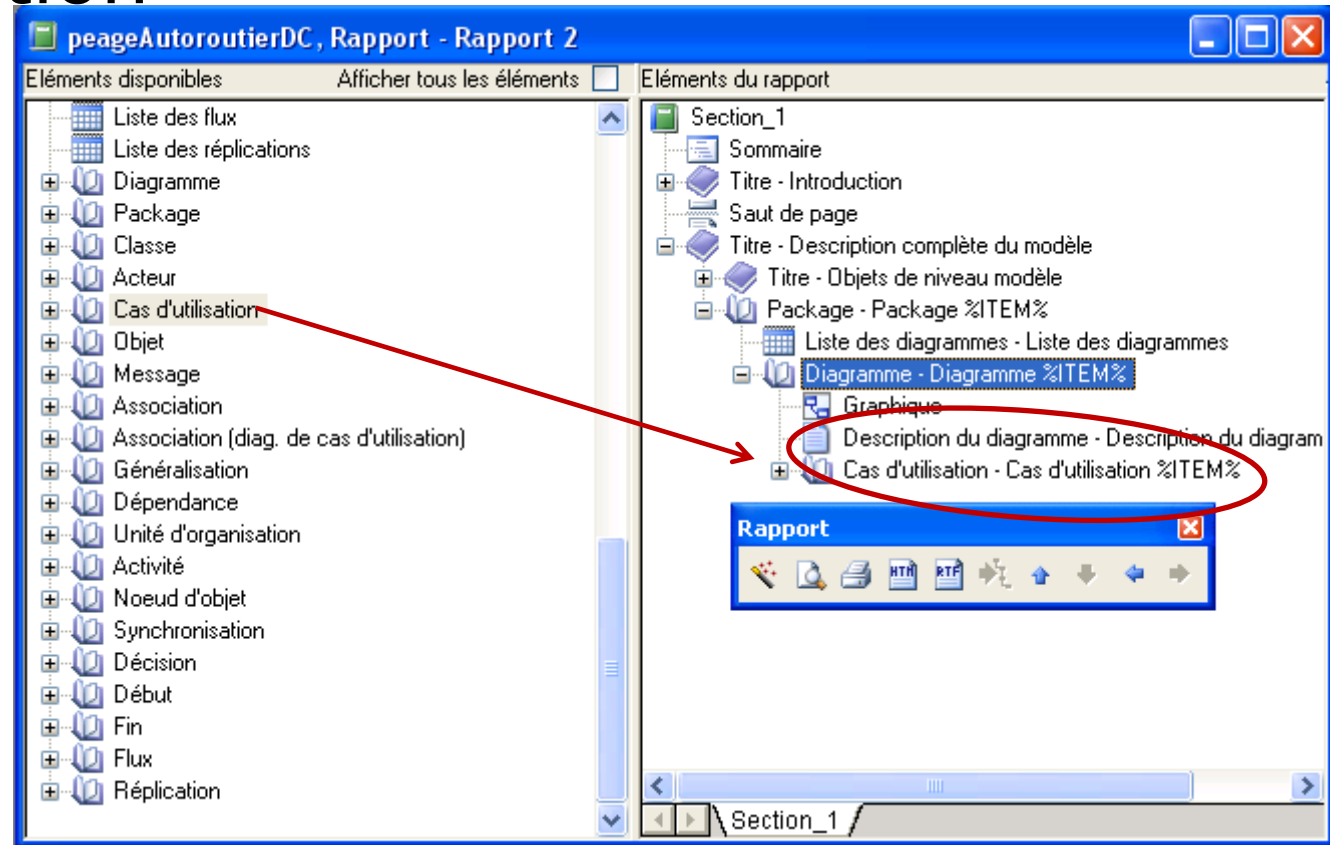 peageAutoroutierDC, Rapport - Rapport 2
Eléments disponibles
Afficher tous les éléments
Liste des flux
Liste des réplications
Diagramme
Package
Classe
Acteur
Cas d'utilisation
Objet
Message
Association
Association (diag. de cas d'utilisation)
Généralisation
Dépendance
Unité d'organisation
Activité
Noeud d'objet
Synchronisation
Décision
Début
Fin
Flux
Réplication
Eléments du rapport
Section_1
Sommaire
Titre - Introduction
Saut de page
Titre - Description complète du modèle
Titre - Objets de niveau modèle
Package - Package %ITEM%
Liste des diagrammes - Liste des diagrammes
Diagramme - Diagramme %ITEM%
Graphique
Description du diagramme - Description du diagram
Cas d'utilisation - Cas d'utilisation %ITEM%
Rapport
HTM
RTF
Section_1